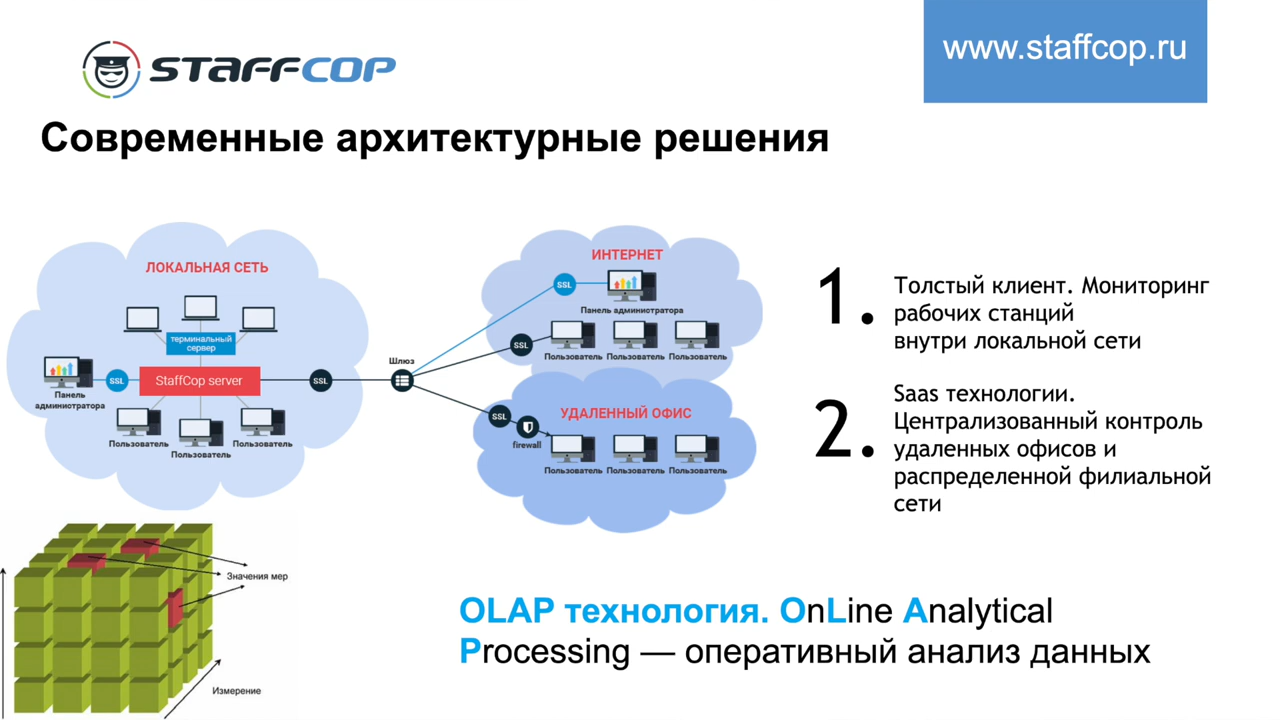 STAFFCOP
www.staffcop.ru
Современные архитектурные решения
ЛОКАЛЬНАЯ СЕТЬ
терминальный
сервер
SSL
StaffCop server
SSL
Панель
администратора
Пользователь
Пользователь
Пользователь
Шлюз
ИНТЕРНЕТ
SSL
Панель администратора
SSL
Пользователь
Пользователь
Пользователь
УДАЛЕННЫЙ ОФИС
SSL
firewall
Пользователь
Пользователь
Пользователь
1.
Толстый клиент. Мониторинг
рабочих станций
внутри локальной сети
2.
Saas технологии.
Централизованный контроль
удаленных офисов и
распределенной филиальной
сети
Значения мер
Измерение
OLAP технология. OnLine Analytical
Processing — оперативный анализ данных